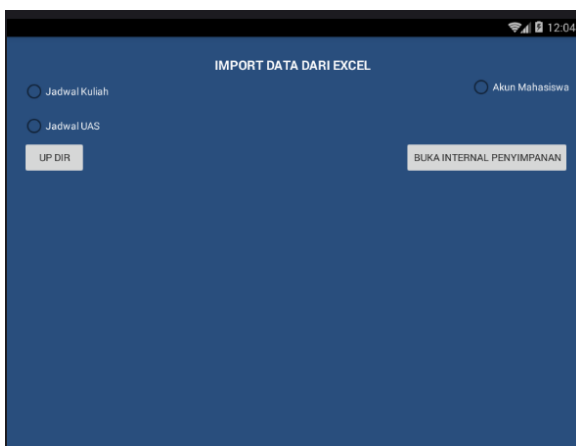 12:04
IMPORT DATA DARI EXCEL
Jadwal Kuliah
Akun Mahasiswa
Jadwal UAS
UP DIR
BUKA INTERNAL PENYIMPANAN